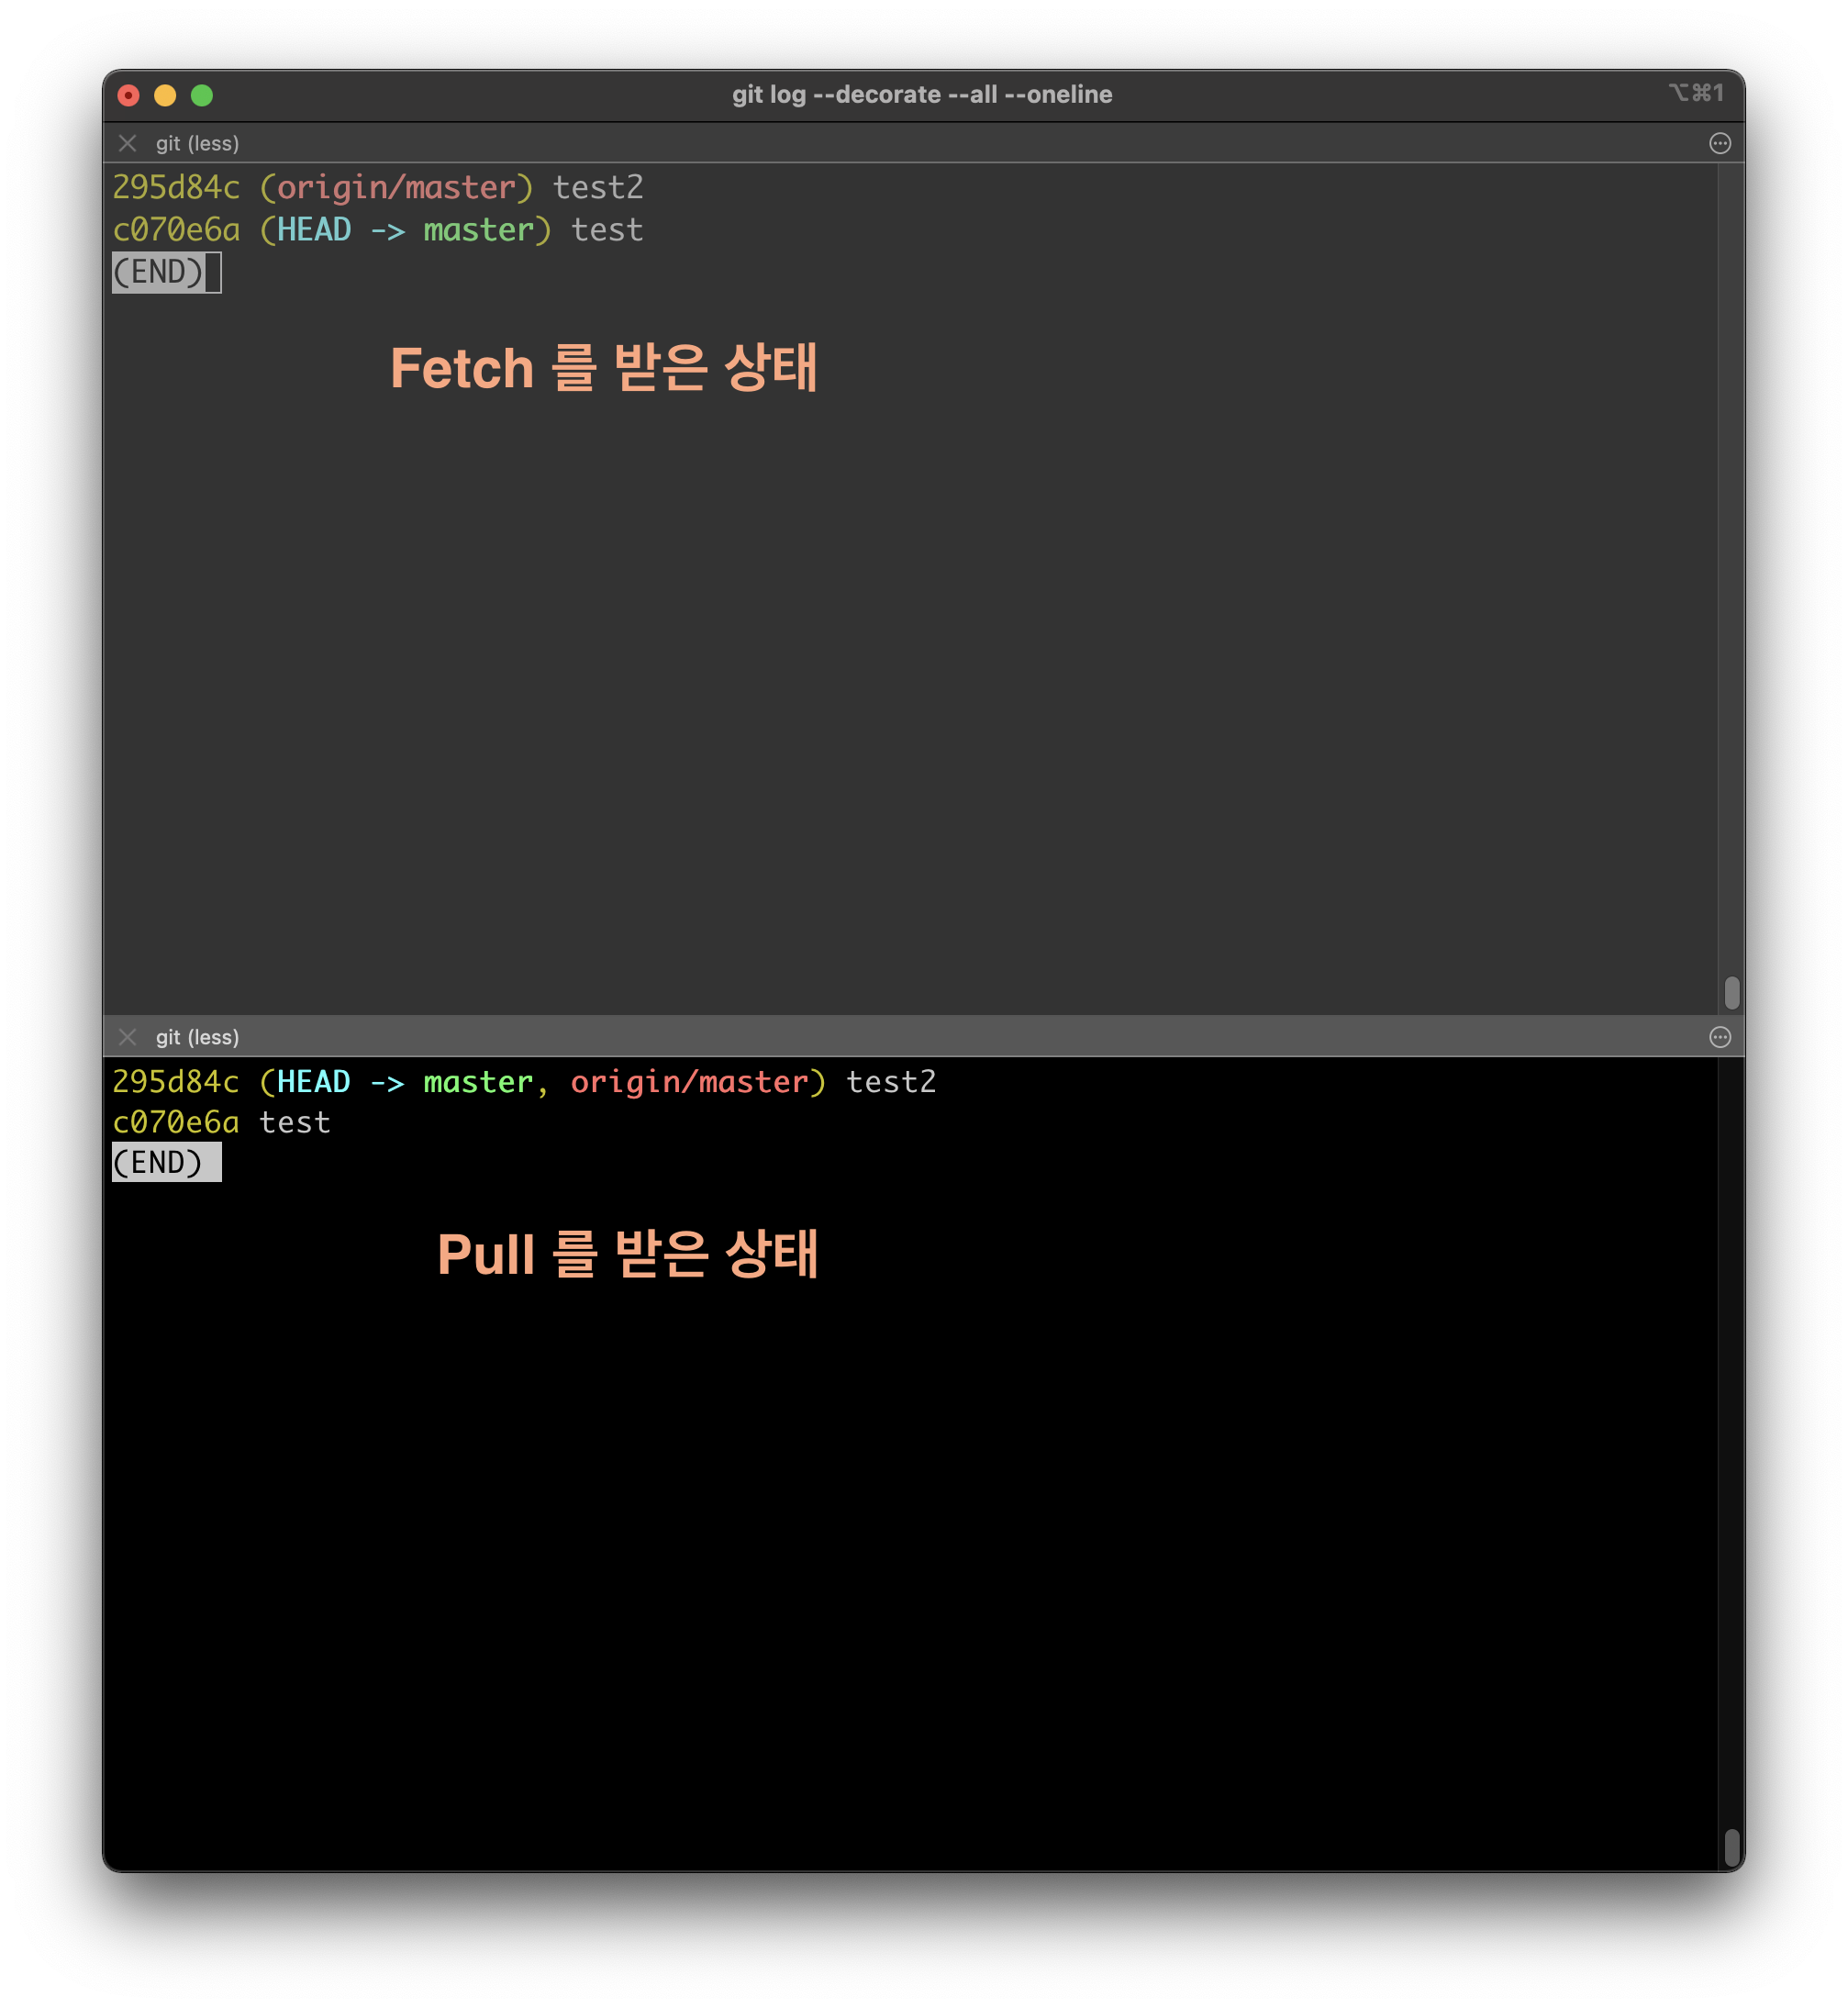 git log --decorate --all --oneline
⌥⌘1
git (less)
295d84c (origin/master) test2
c070e6a (HEAD -> master) test
(END)
Fetch 를 받은 상태
git (less)
295d84c (HEAD -> master, origin/master) test2
c070e6a test
(END)
Pull 를 받은 상태